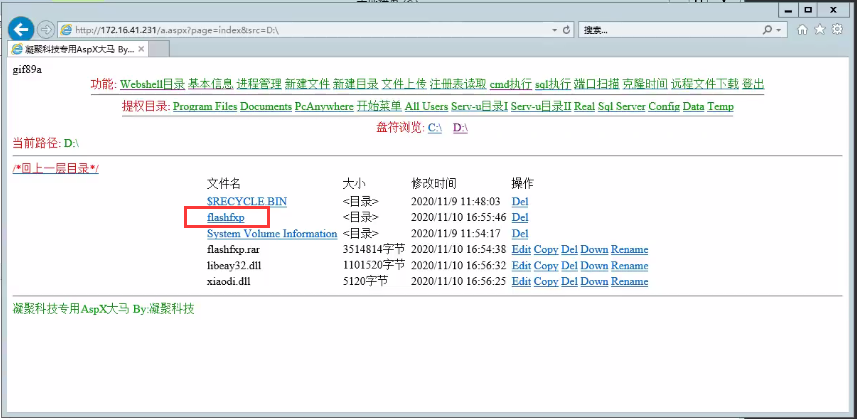 http://172.16.41.231/a.aspx?page=index&src=D:\
搜索...
凝聚科技专用AspX大马 By...
gif89a
功能: Webshell目录 基本信息 进程管理 新建文件 新建目录 文件上传 注册表读取 cmd执行 sql执行 端口扫描 克隆时间 远程文件下载 登出
提权目录: Program Files Documents PcAnywhere 开始菜单 All Users Serv-u目录I Serv-u目录II Real Sql Server Config Data Temp
盘符浏览: C:\ D:\
当前路径: D:\
/*回上一层目录*/
文件名 大小 修改时间 操作
$RECYCLE.BIN <目录> 2020/11/9 11:48:03 Del
flashfxp <目录> 2020/11/10 16:55:46 Del
System Volume Information <目录> 2020/11/9 11:54:17 Del
flashfxp.rar 3514814字节 2020/11/10 16:54:38 Edit Copy Del Down Rename
libeay32.dll 1101520字节 2020/11/10 16:56:32 Edit Copy Del Down Rename
xiaodi.dll 5120字节 2020/11/10 16:56:25 Edit Copy Del Down Rename
凝聚科技专用AspX大马 By:凝聚科技